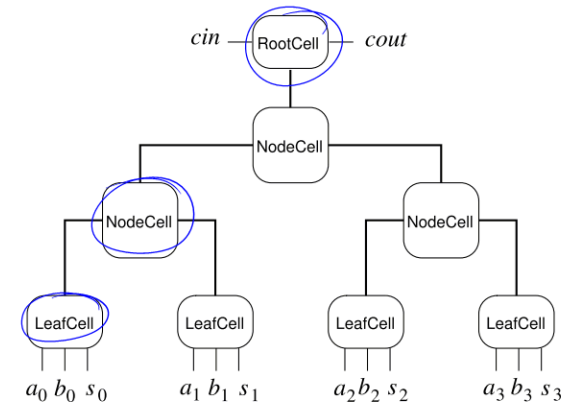 cin RootCell cout
NodeCell
NodeCell NodeCell
LeafCell LeafCell LeafCell LeafCell
a₀ b₀ s₀ a₁ b₁ s₁ a₂ b₂ s₂ a₃ b₃ s₃